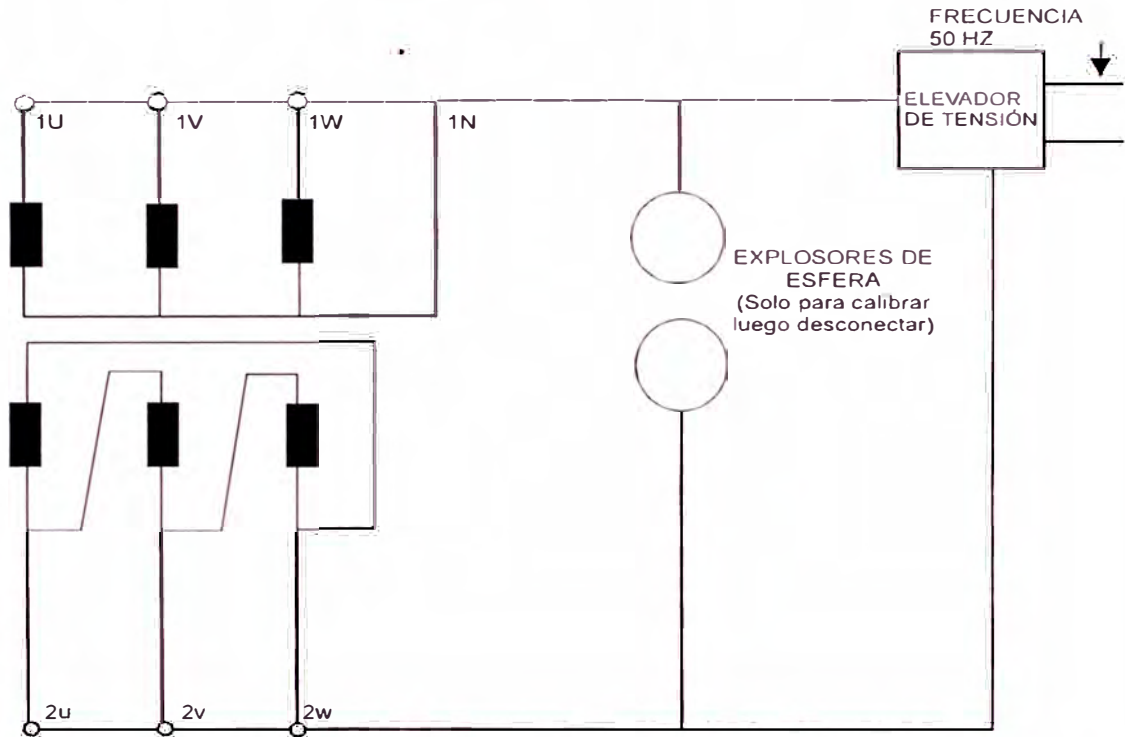 FRECUENCIA
50 HZ
ELEVADOR
DE TENSIÓN
1U 1V 1W 1N
EXPLOSORES DE
ESFERA
(Solo para calibrar
luego desconectar)
2u 2v 2w